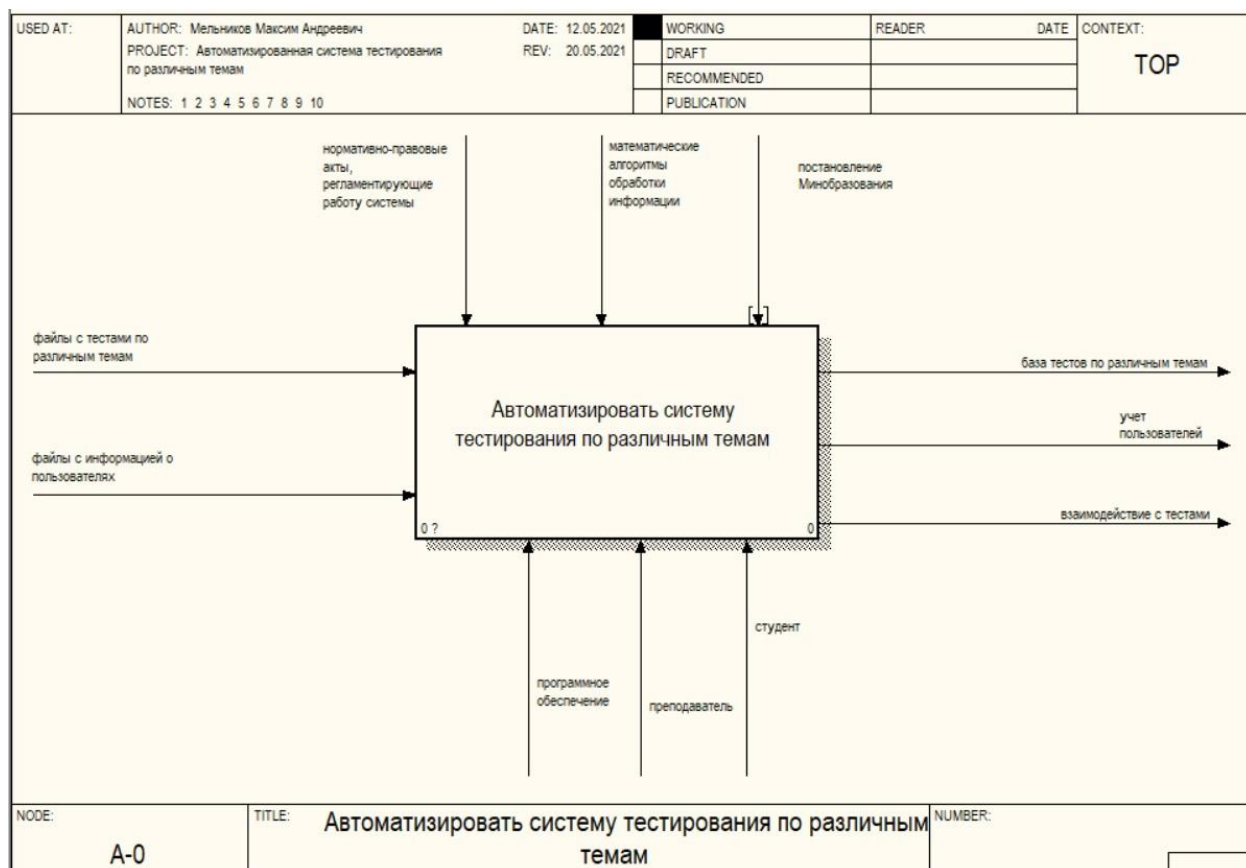 USED AT:
AUTHOR: Мельников Максим Андреевич
DATE: 12.05.2021
PROJECT: Автоматизированная система тестирования
по различным темам
REV: 20.05.2021
NOTES: 1 2 3 4 5 6 7 8 9 10
WORKING
DRAFT
RECOMMENDED
PUBLICATION
READER
DATE
CONTEXT:
TOP
нормативно-правовые
акты,
регламентирующие
работу системы
математические
алгоритмы
обработки
информации
постановление
Минобразования
файлы с тестами по
различным темам
файлы с информацией о
пользователях
Автоматизировать систему
тестирования по различным темам
0 ?
0
база тестов по различным темам
учет
пользователей
взаимодействие с тестами
программное
обеспечение
преподаватель
студент
NODE:
A-0
TITLE:
Автоматизировать систему тестирования по различным
темам
NUMBER: